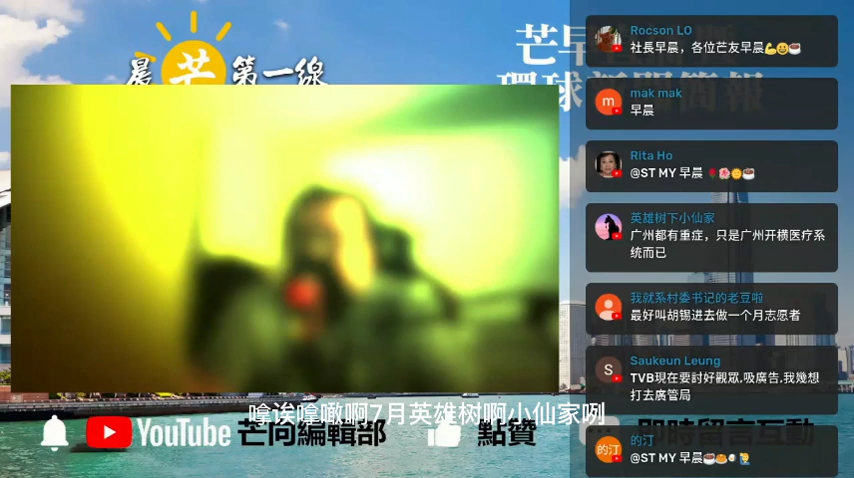 晨
芒
第一線
芒早
環球 簡報
Rocson LO
社長早晨，各位芒友早晨💪😃☕
mak mak
早晨
Rita Ho
@ST MY 早晨 🌹🌺🌼☕
英雄树下小仙家
广州都有重症，只是广州开横医疗系
统而已
我就系村委书记的老豆啦
最好叫胡锡进去做一个月志愿者
Saukeun Leung
TVB現在要討好觀眾,吸廣告,我幾想
打去廣管局
的汀
@ST MY 早晨
嗱诶嗱噉啊7月英雄树啊小仙家咧
YouTube 芒向編輯部 點贊 即時留言互動